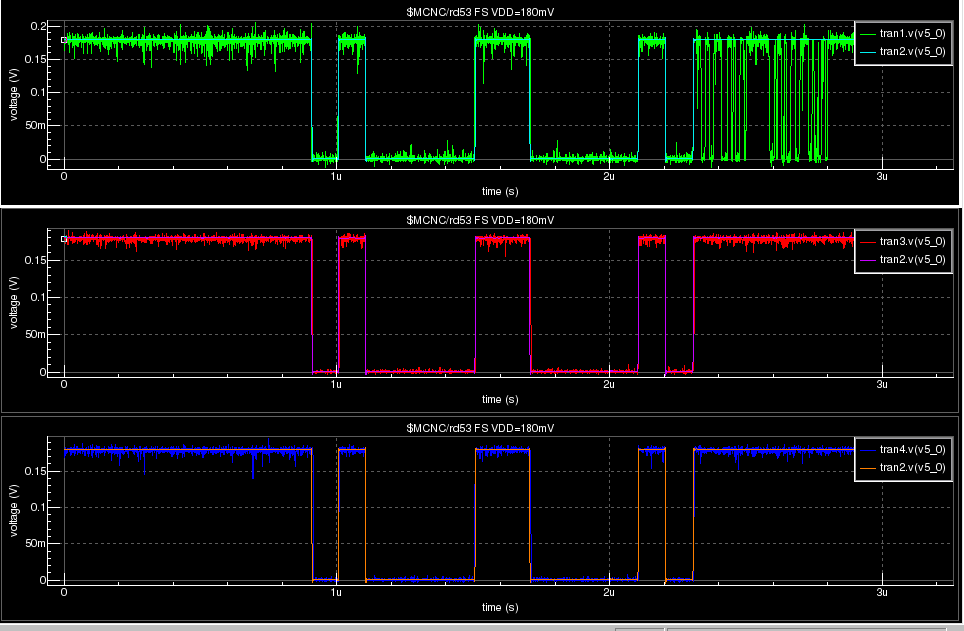 $MCNC/rd53 FS VDD=180mV
tran1.v(v5_0)
tran2.v(v5_0)
voltage (V)
0.2
0.15
0.1
50m
0
0 1u 2u 3u
time (s)
$MCNC/rd53 FS VDD=180mV
tran3.v(v5_0)
tran2.v(v5_0)
voltage (V)
0.15
0.1
50m
0
0 1u 2u 3u
time (s)
$MCNC/rd53 FS VDD=180mV
tran4.v(v5_0)
tran2.v(v5_0)
voltage (V)
0.15
0.1
50m
0
0 1u 2u 3u
time (s)